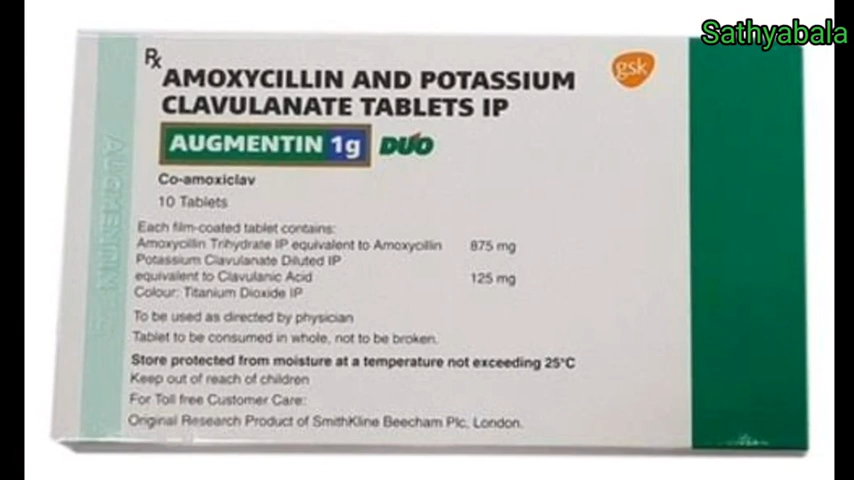 Sathyabala
Rx
AMOXYCILLIN AND POTASSIUM
CLAVULANATE TABLETS IP
gsk
AUGMENTIN 1g DUO
Co-amoxiclav
10 Tablets
Each film-coated tablet contains:
Amoxycillin Trihydrate IP equivalent to Amoxycillin 875 mg
Potassium Clavulanate Diluted IP
equivalent to Clavulanic Acid 125 mg
Colour: Titanium Dioxide IP
To be used as directed by physician
Tablet to be consumed in whole, not to be broken.
Store protected from moisture at a temperature not exceeding 25°C
Keep out of reach of children
For Toll free Customer Care:
Original Research Product of SmithKline Beecham Plc, London.
AUGMENTIN